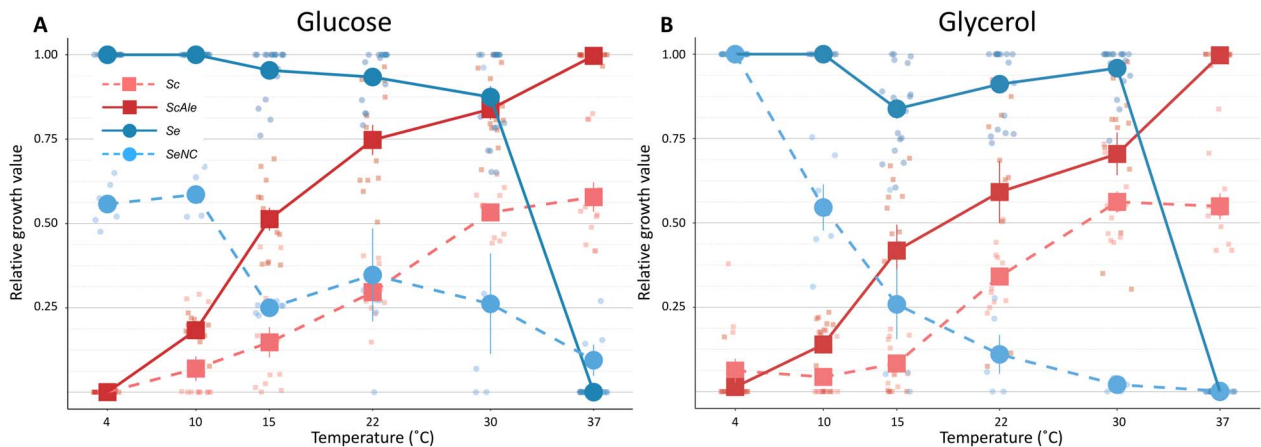 A
Glucose
Relative growth value
1.00
0.75
0.50
0.25
Sc
ScAle
Se
SeNC
4
10
15
22
30
37
Temperature (˚C)
B
Glycerol
Relative growth value
1.00
0.75
0.50
0.25
4
10
15
22
30
37
Temperature (˚C)